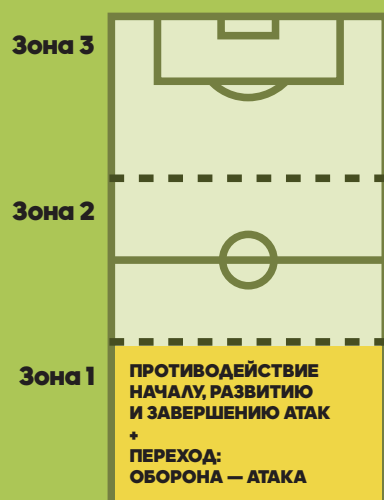 Зона 3
Зона 2
Зона 1
ПРОТИВОДЕЙСТВИЕ
НАЧАЛУ, РАЗВИТИЮ
И ЗАВЕРШЕНИЮ АТАК
+
ПЕРЕХОД:
ОБОРОНА — АТАКА